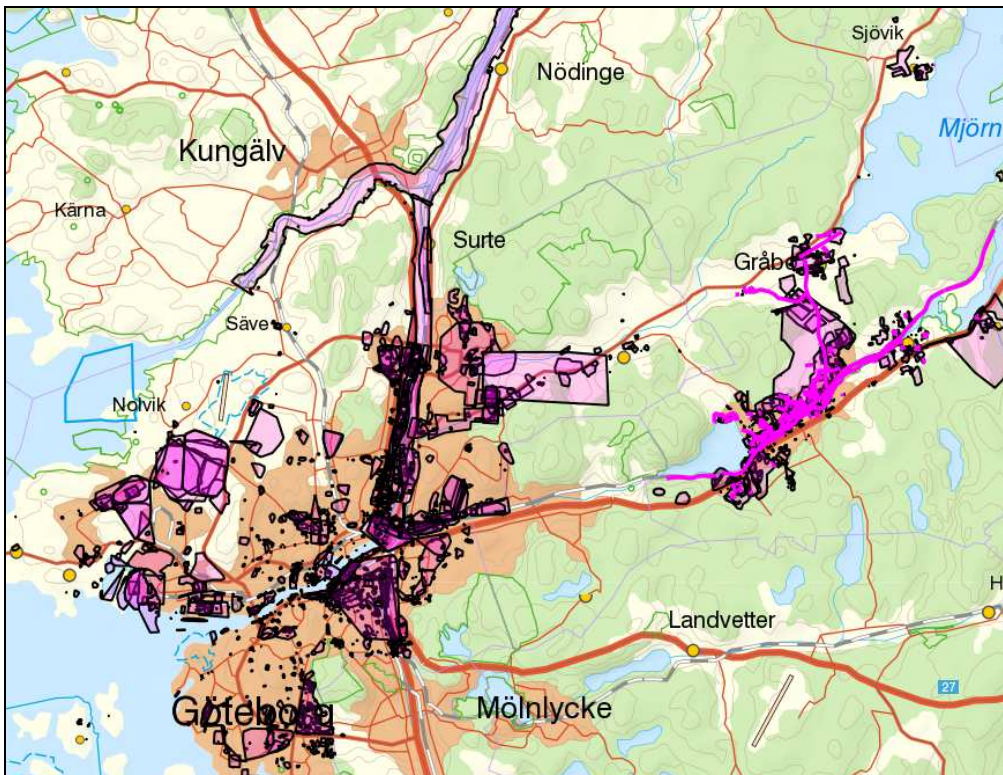 Sjövik
Nödinge
Mjörn
Kungälv
Kärna
Surte
Gråbo
Säve
Nolvik
Landvetter
H
27
Göteborg
Mölnlycke